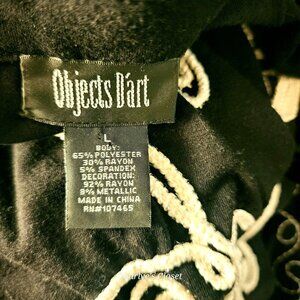 Objects D'art
L
BODY:
65% POLYESTER
30% RAYON
5% SPANDEX
DECORATION:
92% RAYON
8% METALLIC
MADE IN CHINA
RN#107465
Closet